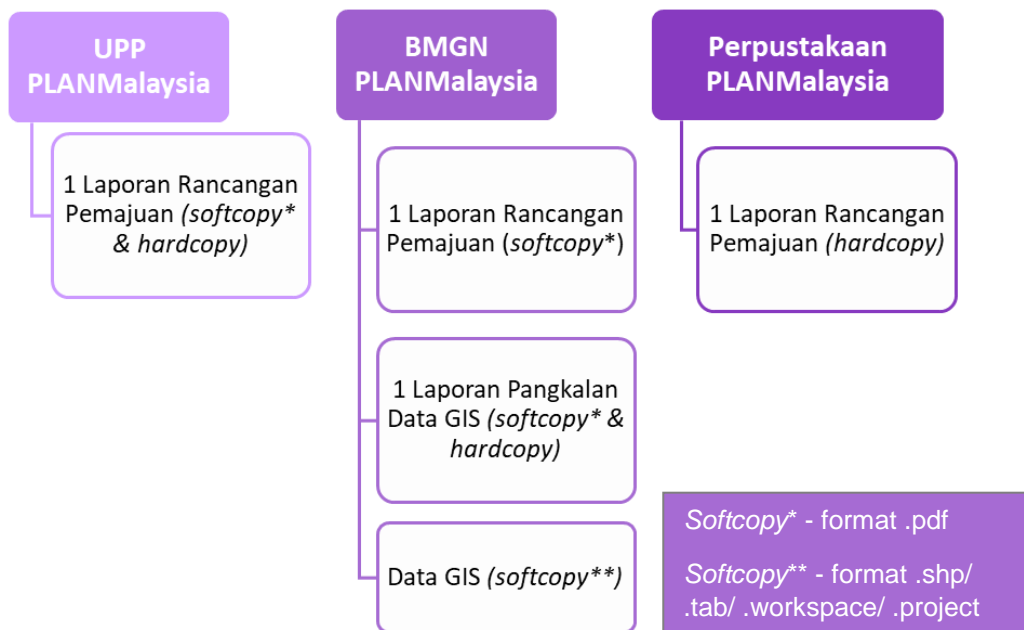 UPP
PLANMalaysia
1 Laporan Rancangan
Pemajuan (softcopy*
& hardcopy)
BMGN
PLANMalaysia
1 Laporan Rancangan
Pemajuan (softcopy*)
1 Laporan Pangkalan
Data GIS (softcopy* &
hardcopy)
Data GIS (softcopy**)
Perpustakaan
PLANMalaysia
1 Laporan Rancangan
Pemajuan (hardcopy)
Softcopy* - format .pdf
Softcopy** - format .shp/
.tab/ .workspace/ .project